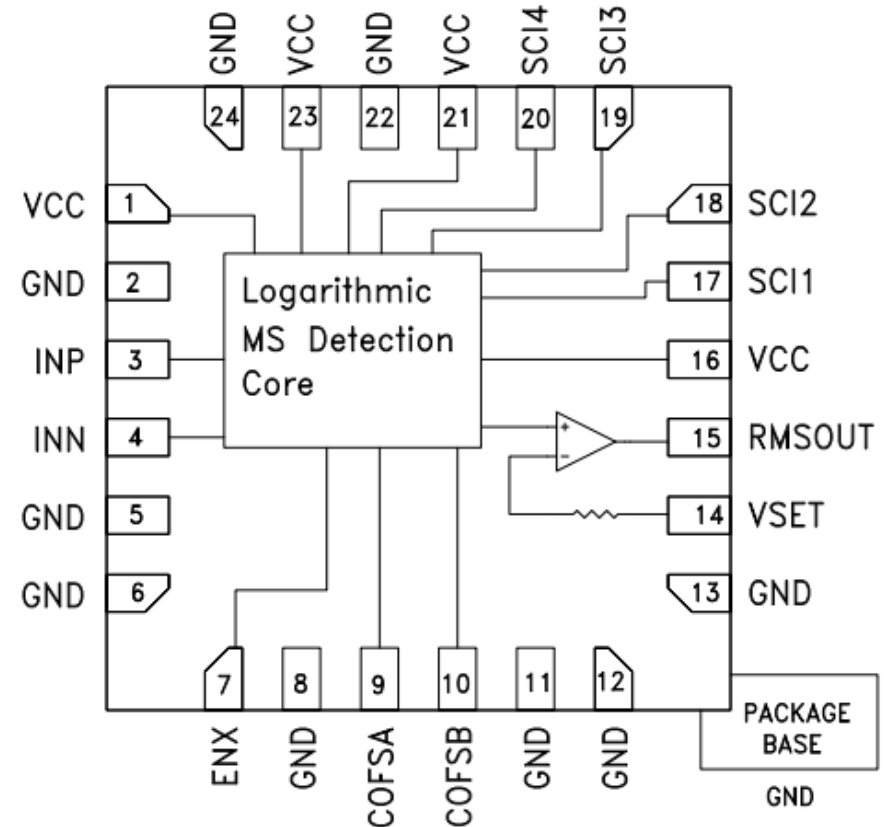 GND
VCC
GND
VCC
SCI4
SCI3
24
23
22
21
20
19
VCC
1
18
SCI2
GND
2
17
SCI1
INP
3
16
VCC
INN
4
15
RMSOUT
GND
5
14
VSET
GND
6
13
GND
Logarithmic
MS Detection
Core
+
-
7
8
9
10
11
12
ENX
GND
COFSA
COFSB
GND
GND
PACKAGE
BASE
GND